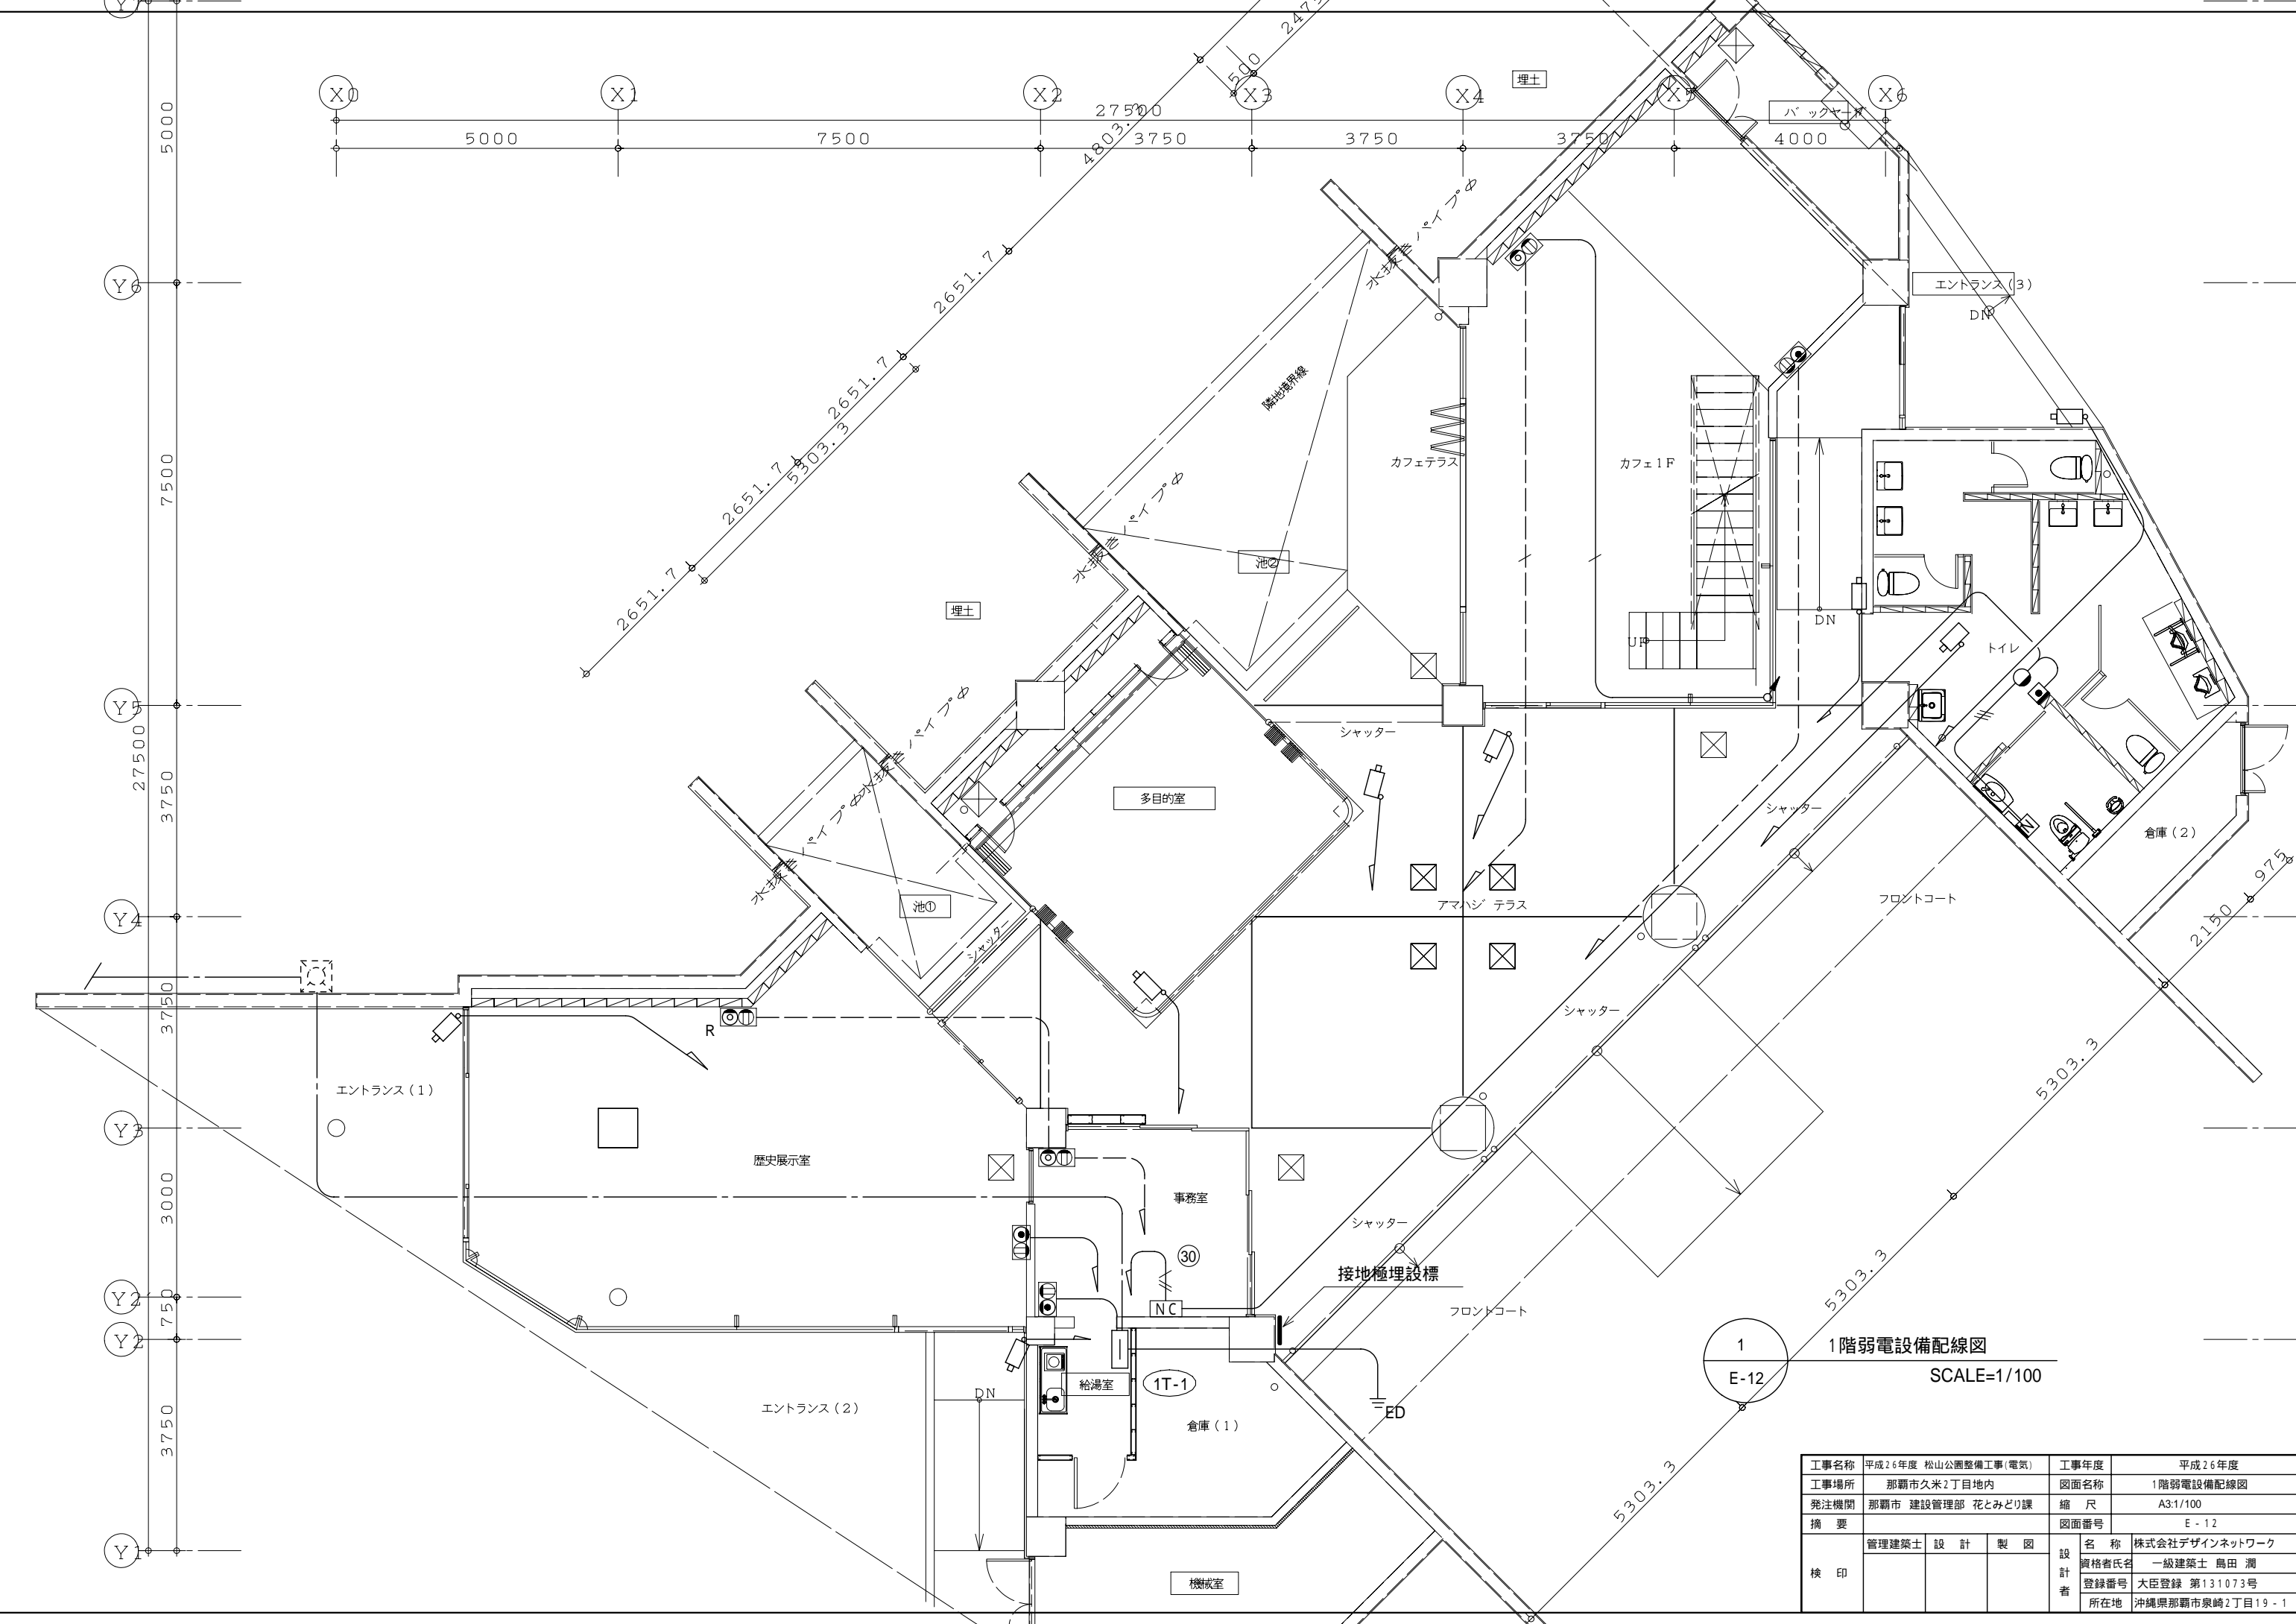 X0
X1
X2
X3
X4
X6
27500
5000
7500
3750
3750
3750
4000
500
4803.3
2651.7
2651.7
2651.7
2651.7
5303.3
埋土
バックヤード
エントランス（3）
DN
水抜きパイプφ
隣地境界線
カフェテラス
カフェ1F
水抜きパイプφ
池②
埋土
UP
DN
トイレ
水抜きパイプφ
シャッター
多目的室
シャッター
倉庫（2）
水抜きパイプφ
池①
アマハジ テラス
フロントコート
シャッター
シャッター
975
2150
5303.3
5303.3
5303.3
R
エントランス（1）
歴史展示室
事務室
シャッター
30
接地極埋設標
NC
フロントコート
給湯室
1T-1
ED
DN
エントランス（2）
倉庫（1）
機械室
Y6
Y5
Y4
Y3
Y2
Y2
Y1
5000
7500
27500
3750
3750
3000
750
3750
1
E-12
1階弱電設備配線図
SCALE=1/100
工事名称 平成26年度 松山公園整備工事(電気) 工事年度 平成26年度
工事場所 那覇市久米2丁目地内 図面名称 1階弱電設備配線図
発注機関 那覇市 建設管理部 花とみどり課 縮 尺 A3:1/100
摘 要 図面番号 E - 12
検 印 管理建築士 設 計 製 図 設計者 名 称 株式会社デザインネットワーク
資格者氏名 一級建築士 島田 潤
登録番号 大臣登録 第131073号
所在地 沖縄県那覇市泉崎2丁目19-1